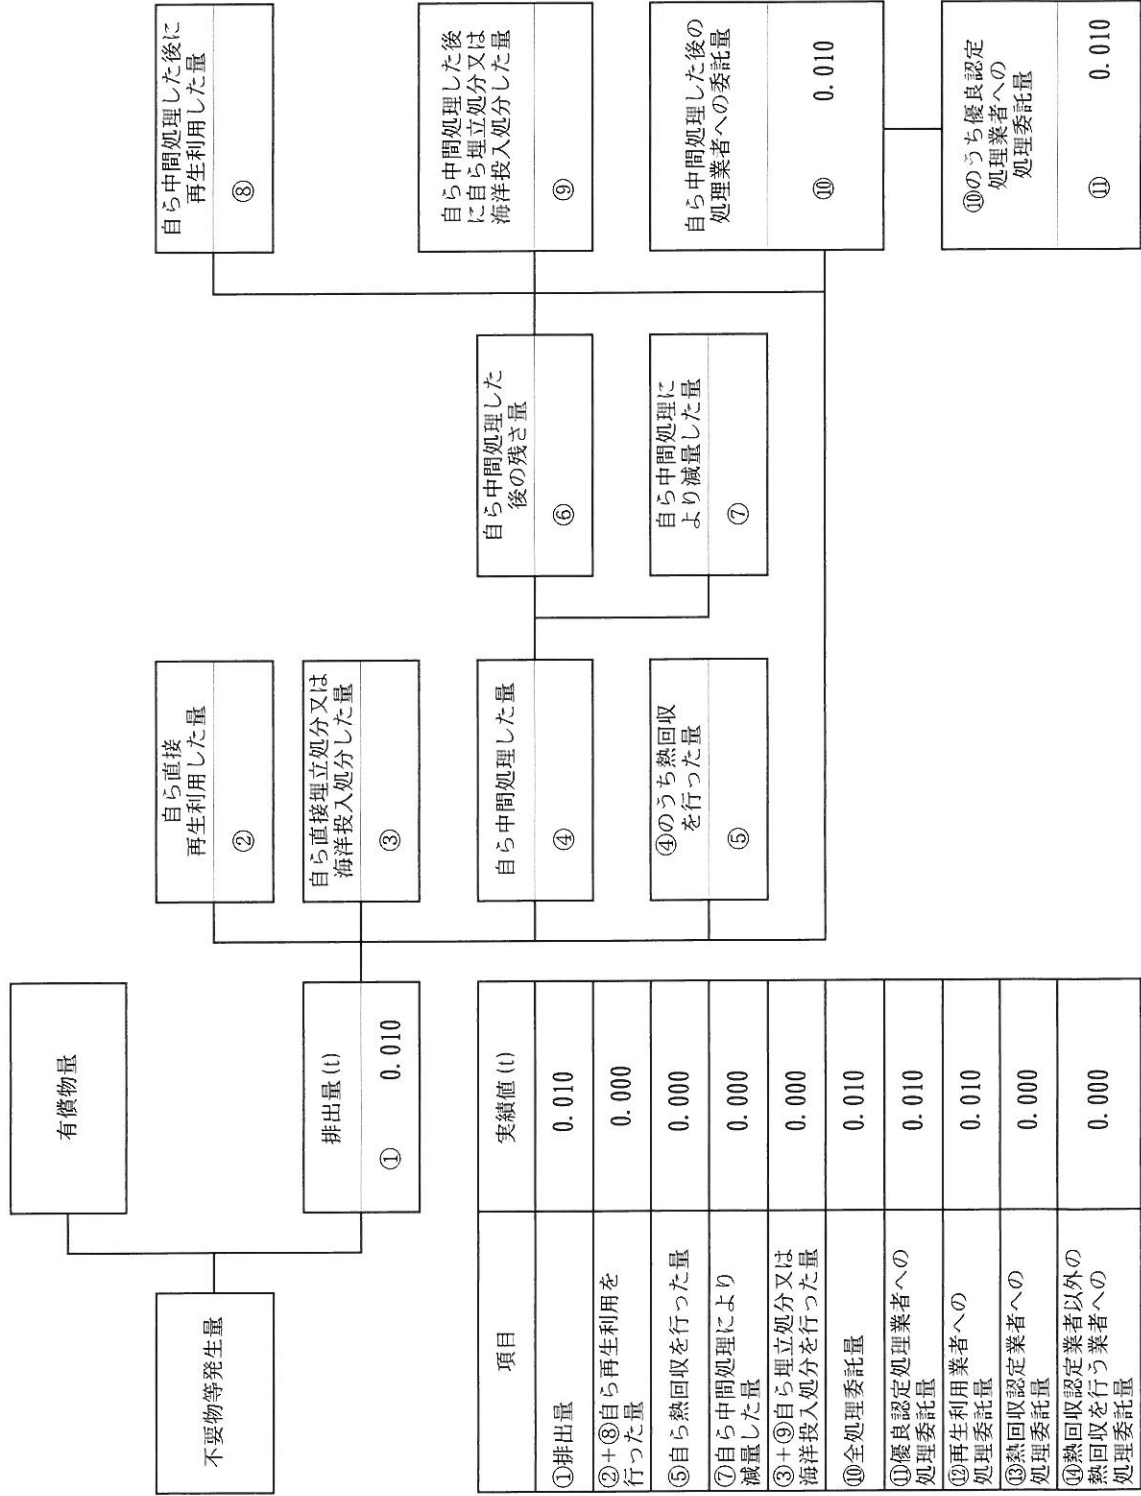 不要物等発生量
有償物量
排出量(t)
① 0.010
自ら直接
再生利用した量
②
自ら直接埋立処分又は
海洋投入処分した量
③
自ら中間処理した量
④
④のうち熱回収
を行った量
⑤
自ら中間処理した
後の残さ量
⑥
自ら中間処理に
より減量した量
⑦
自ら中間処理した後に
再生利用した量
⑧
自ら中間処理した後
に自ら埋立処分又は
海洋投入処分した量
⑨
自ら中間処理した後の
処理業者への委託量
⑩ 0.010
⑩のうち優良認定
処理業者への
処理委託量
⑪ 0.010
項目 実績値(t)
①排出量 0.010
②+⑧自ら再生利用を
行った量 0.000
⑤自ら熱回収を行った量 0.000
⑦自ら中間処理により
減量した量 0.000
③+⑨自ら埋立処分又は
海洋投入処分を行った量 0.000
⑩全処理委託量 0.010
⑪優良認定処理業者への
処理委託量 0.010
⑫再生利用業者への
処理委託量 0.010
⑬熱回収認定業者への
処理委託量 0.000
⑭熱回収認定業者以外の
熱回収を行う業者への
処理委託量 0.000